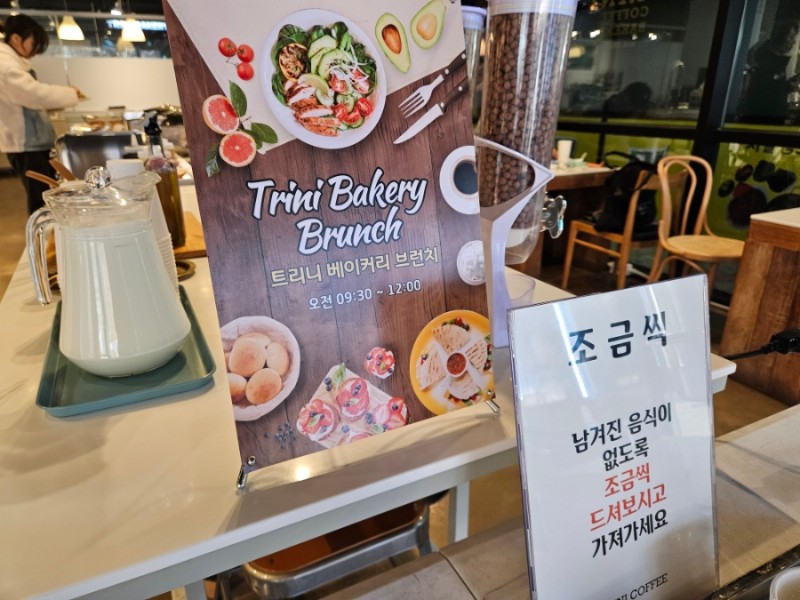 Trini Bakery
Brunch
트리니 베이커리 브런치
오전 09:30 ~ 12:00
조금씩
남겨진 음식이
없도록
조금씩
드셔보시고
가져가세요
COFFEE